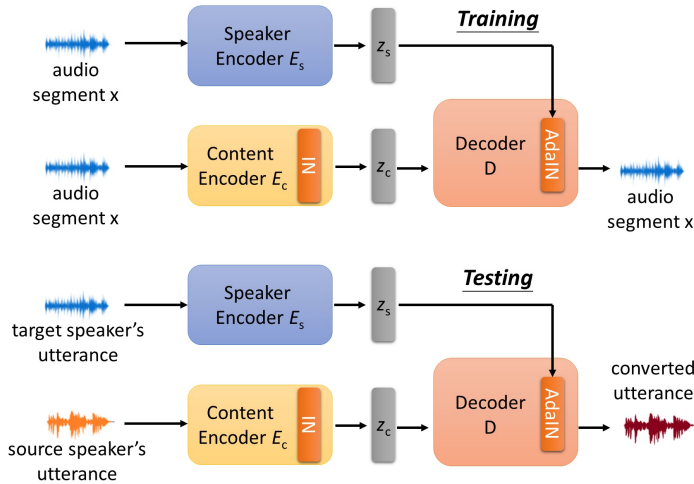 Training
Speaker
Encoder Es
zs
audio
segment x
Content
Encoder Ec
IN
zc
Decoder
D
AdaIN
audio
segment x
audio
segment x
Testing
Speaker
Encoder Es
zs
target speaker's
utterance
Content
Encoder Ec
IN
zc
Decoder
D
AdaIN
converted
utterance
source speaker's
utterance